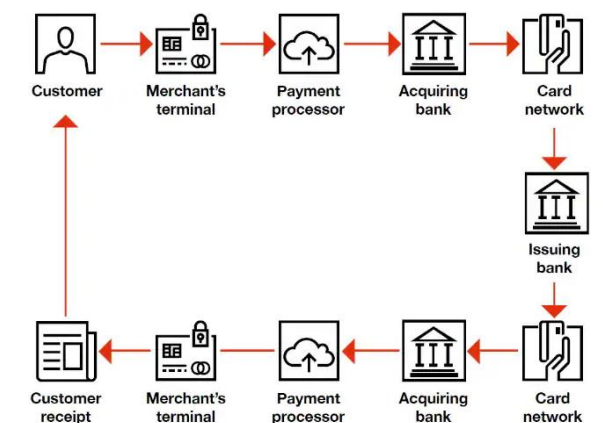 Customer
Merchant's
terminal
Payment
processor
Acquiring
bank
Card
network
Issuing
bank
Customer
receipt
Merchant's
terminal
Payment
processor
Acquiring
bank
Card
network